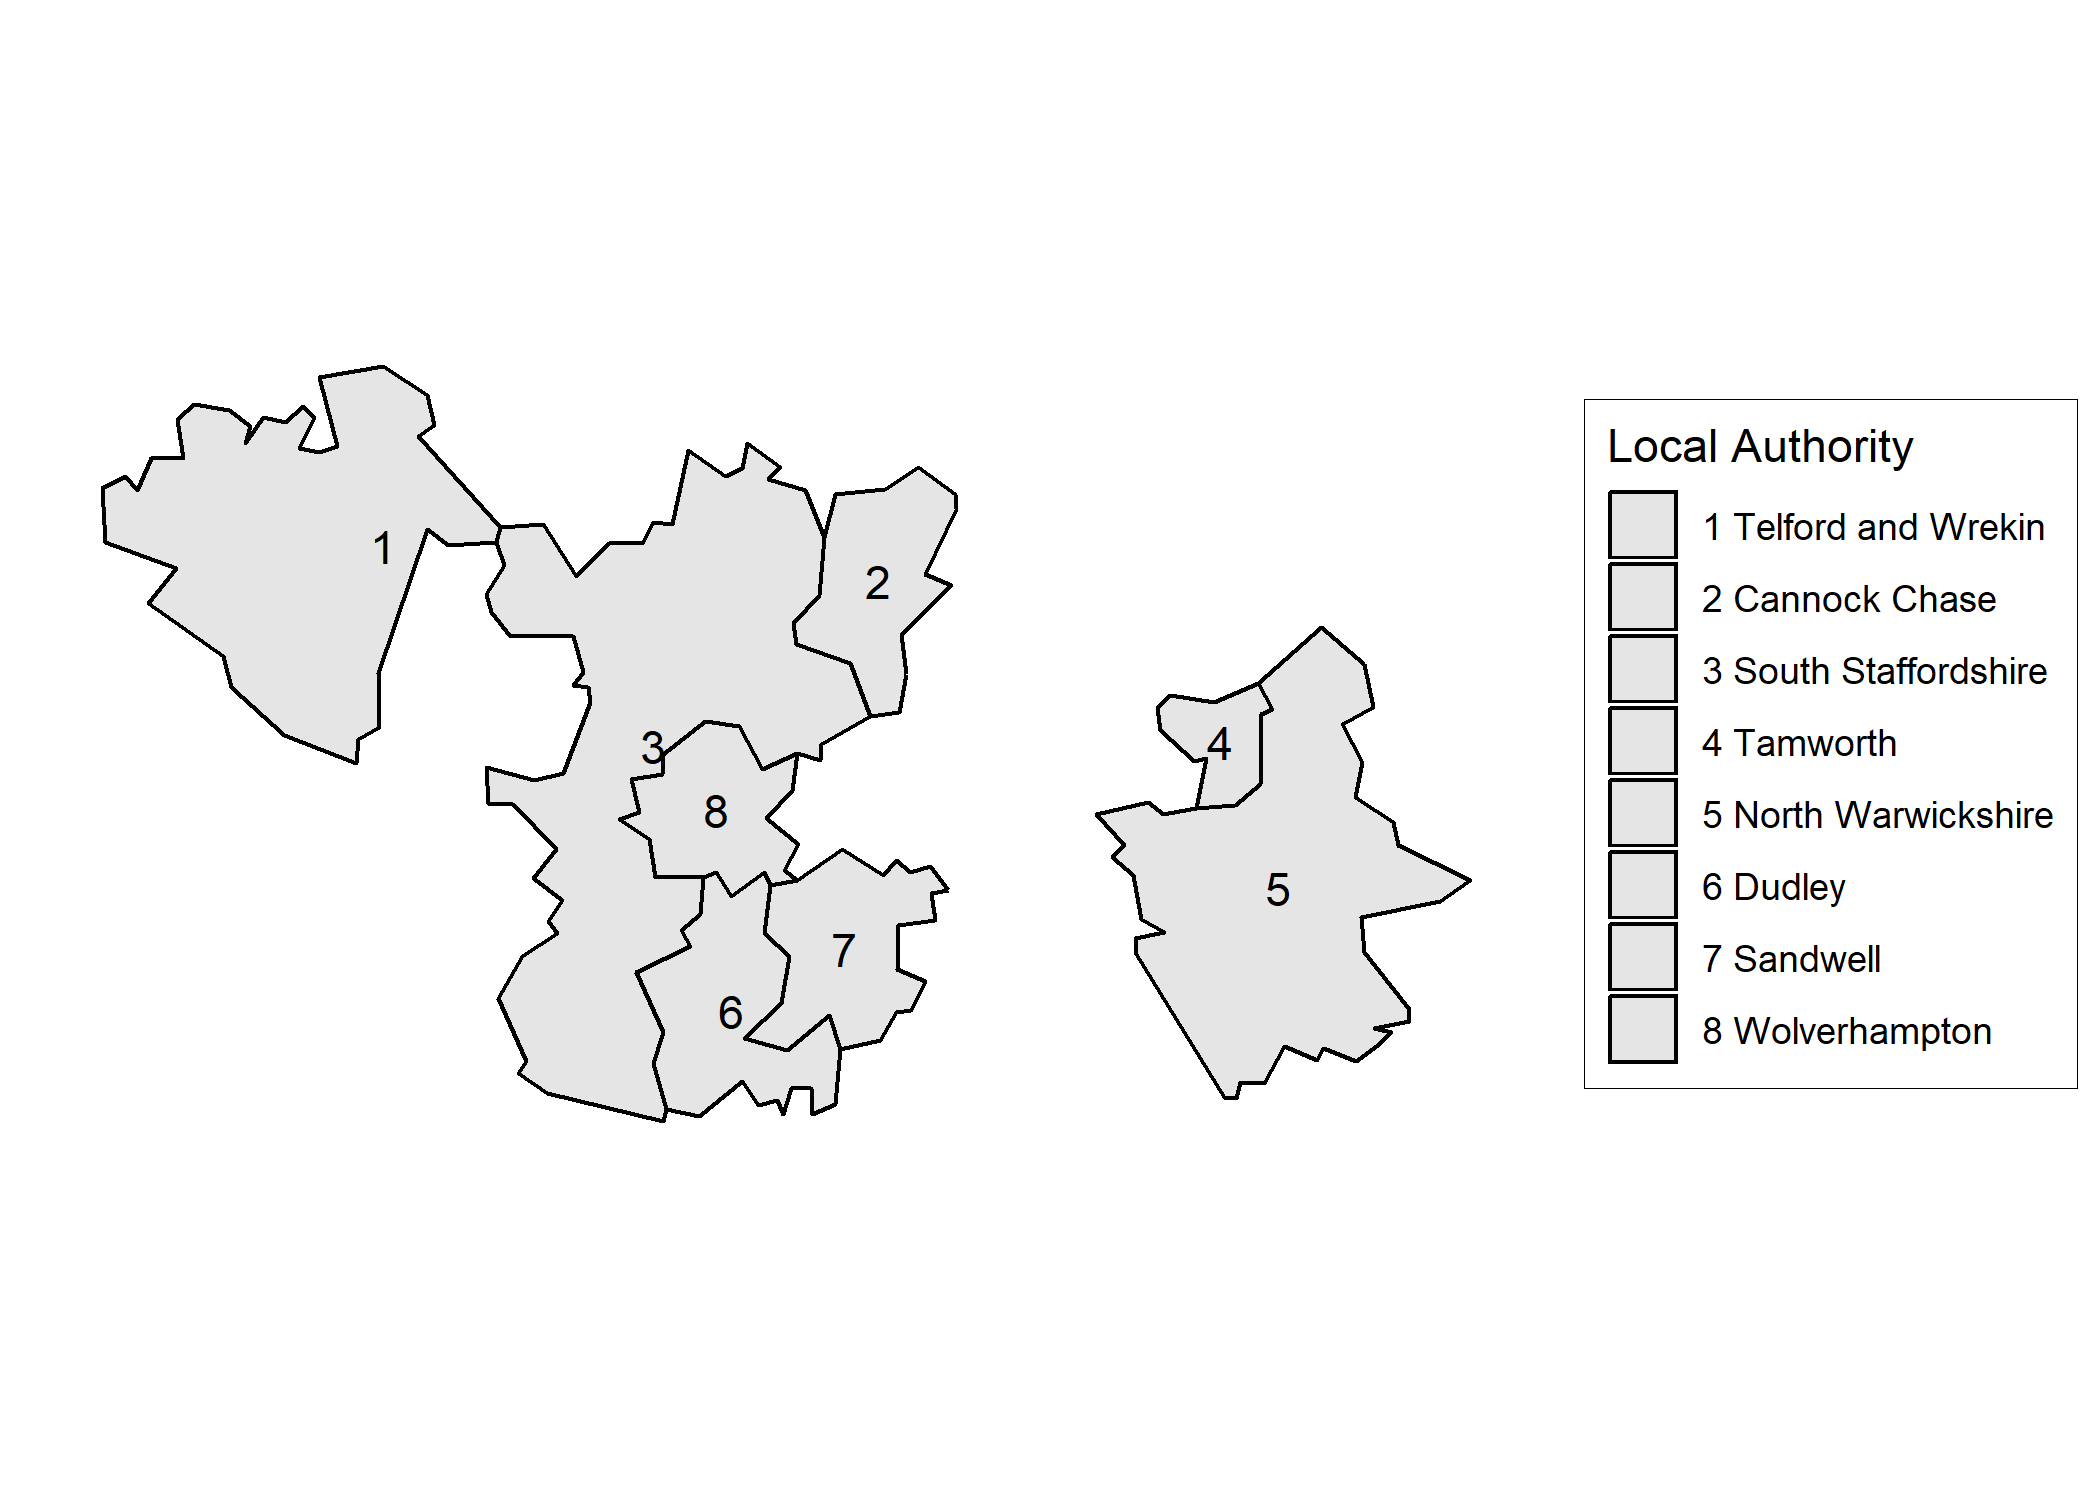 1
2
3
4
5
6
7
8
Local Authority
1 Telford and Wrekin
2 Cannock Chase
3 South Staffordshire
4 Tamworth
5 North Warwickshire
6 Dudley
7 Sandwell
8 Wolverhampton